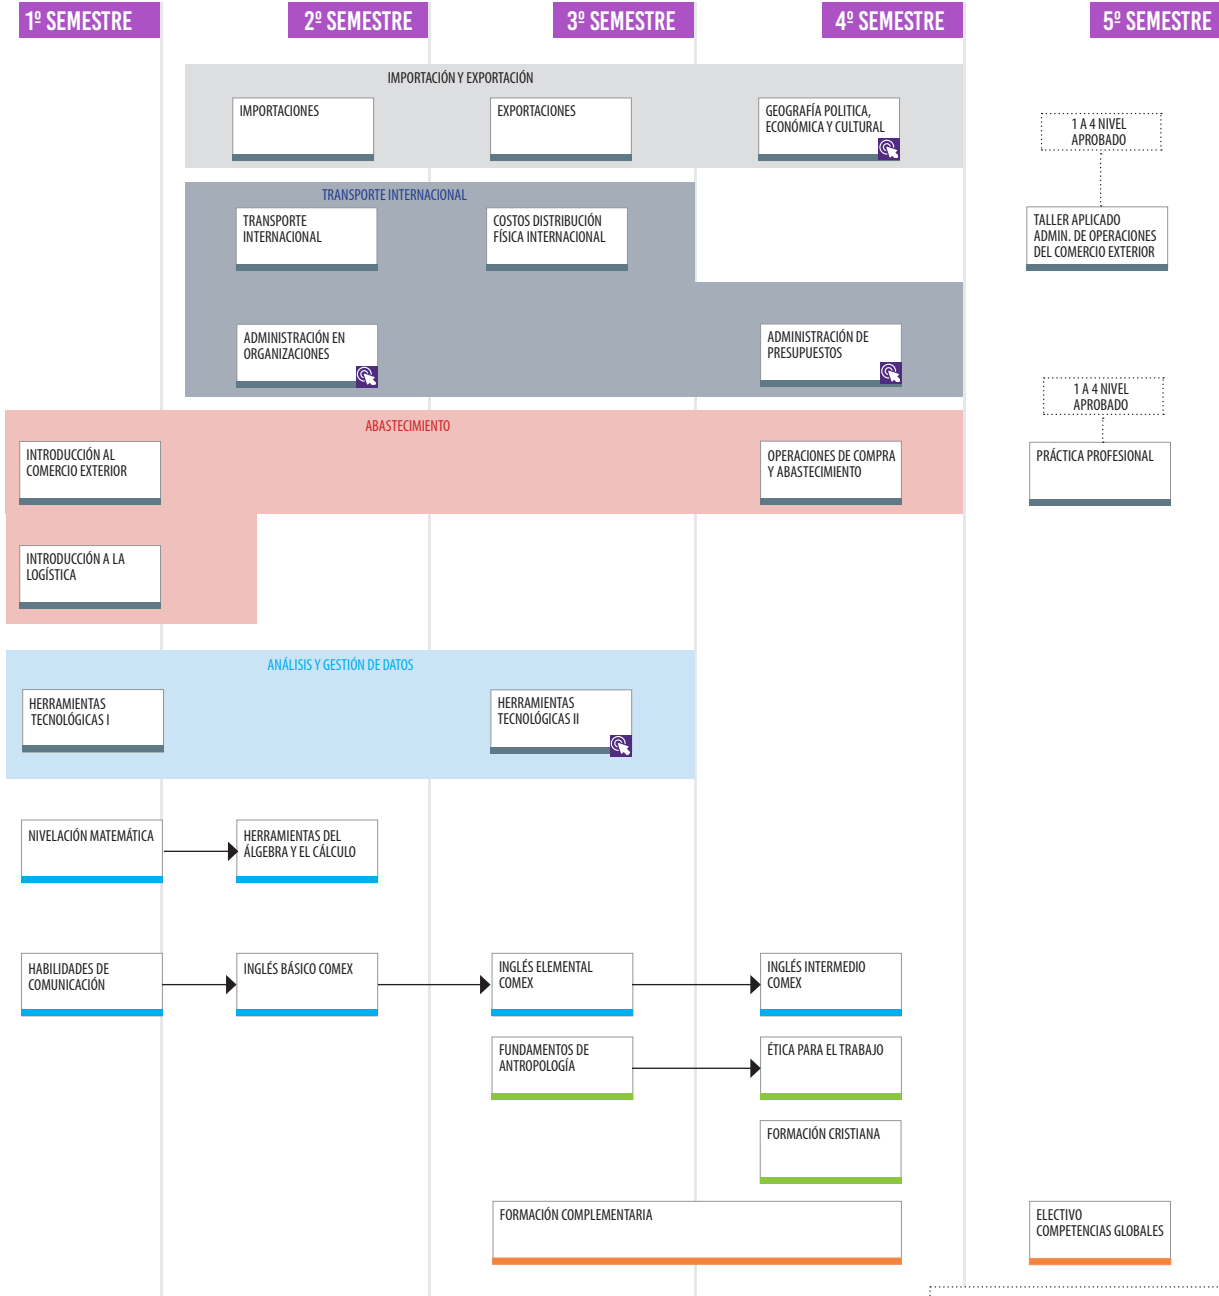 1º SEMESTRE
2º SEMESTRE
3º SEMESTRE
4º SEMESTRE
5º SEMESTRE
IMPORTACIÓN Y EXPORTACIÓN
IMPORTACIONES
EXPORTACIONES
GEOGRAFÍA POLITICA,
ECONÓMICA Y CULTURAL
1 A 4 NIVEL
APROBADO
TRANSPORTE INTERNACIONAL
TRANSPORTE
INTERNACIONAL
COSTOS DISTRIBUCIÓN
FÍSICA INTERNACIONAL
TALLER APLICADO
ADMIN. DE OPERACIONES
DEL COMERCIO EXTERIOR
ADMINISTRACIÓN EN
ORGANIZACIONES
ADMINISTRACIÓN DE
PRESUPUESTOS
1 A 4 NIVEL
APROBADO
ABASTECIMIENTO
INTRODUCCIÓN AL
COMERCIO EXTERIOR
OPERACIONES DE COMPRA
Y ABASTECIMIENTO
PRÁCTICA PROFESIONAL
INTRODUCCIÓN A LA
LOGÍSTICA
ANÁLISIS Y GESTIÓN DE DATOS
HERRAMIENTAS
TECNOLÓGICAS I
HERRAMIENTAS
TECNOLÓGICAS II
NIVELACIÓN MATEMÁTICA
HERRAMIENTAS DEL
ÁLGEBRA Y EL CÁLCULO
HABILIDADES DE
COMUNICACIÓN
INGLÉS BÁSICO COMEX
INGLÉS ELEMENTAL
COMEX
INGLÉS INTERMEDIO
COMEX
FUNDAMENTOS DE
ANTROPOLOGÍA
ÉTICA PARA EL TRABAJO
FORMACIÓN CRISTIANA
FORMACIÓN COMPLEMENTARIA
ELECTIVO
COMPETENCIAS GLOBALES